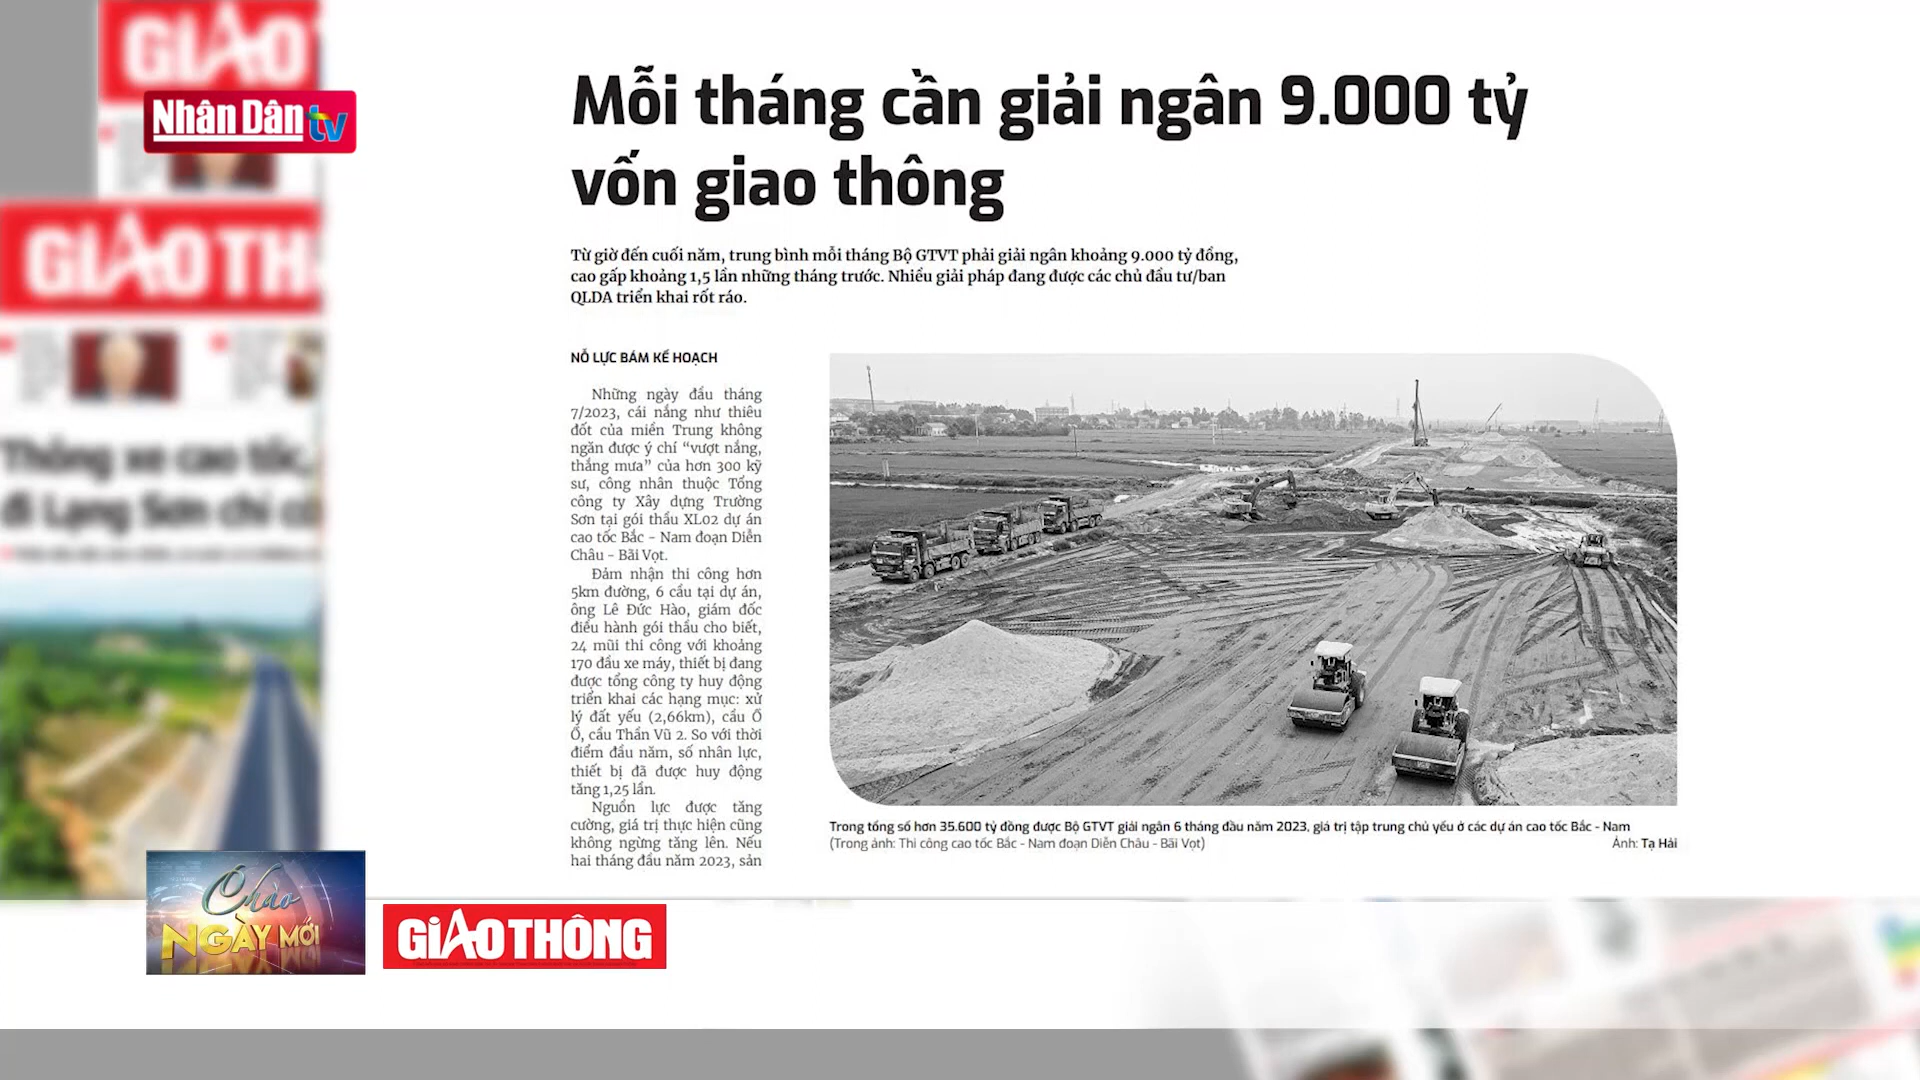 GIAO
Nhân Dân tv
GIAO TH
Thông xe cao tốc,
đi Lạng Sơn chỉ cò
Mỗi tháng cần giải ngân 9.000 tỷ
vốn giao thông
Từ giờ đến cuối năm, trung bình mỗi tháng Bộ GTVT phải giải ngân khoảng 9.000 tỷ đồng,
cao gấp khoảng 1,5 lần những tháng trước. Nhiều giải pháp đang được các chủ đầu tư/ban
QLDA triển khai rốt ráo.
NỖ LỰC BÁM KẾ HOẠCH
Những ngày đầu tháng
7/2023, cái nắng như thiêu
đốt của miền Trung không
ngăn được ý chí “vượt nắng,
thắng mưa” của hơn 300 kỹ
sư, công nhân thuộc Tổng
công ty Xây dựng Trường
Sơn tại gói thầu XL02 dự án
cao tốc Bắc - Nam đoạn Diễn
Châu - Bãi Vọt.
Đảm nhận thi công hơn
5km đường, 6 cầu tại dự án,
ông Lê Đức Hào, giám đốc
điều hành gói thầu cho biết,
24 mũi thi công với khoảng
170 đầu xe máy, thiết bị đang
được tổng công ty huy động
triển khai các hạng mục: xử
lý đất yếu (2,66km), cầu Ồ
Ồ, cầu Thần Vũ 2. So với thời
điểm đầu năm, số nhân lực,
thiết bị đã được huy động
tăng 1,25 lần.
Nguồn lực được tăng
cường, giá trị thực hiện cũng
không ngừng tăng lên. Nếu
hai tháng đầu năm 2023, sản
Trong tổng số hơn 35.600 tỷ đồng được Bộ GTVT giải ngân 6 tháng đầu năm 2023, giá trị tập trung chủ yếu ở các dự án cao tốc Bắc - Nam
(Trong ảnh: Thi công cao tốc Bắc - Nam đoạn Diễn Châu - Bãi Vọt)
Ảnh: Tạ Hải
Chào
NGÀY MỚI
GIAO THÔNG